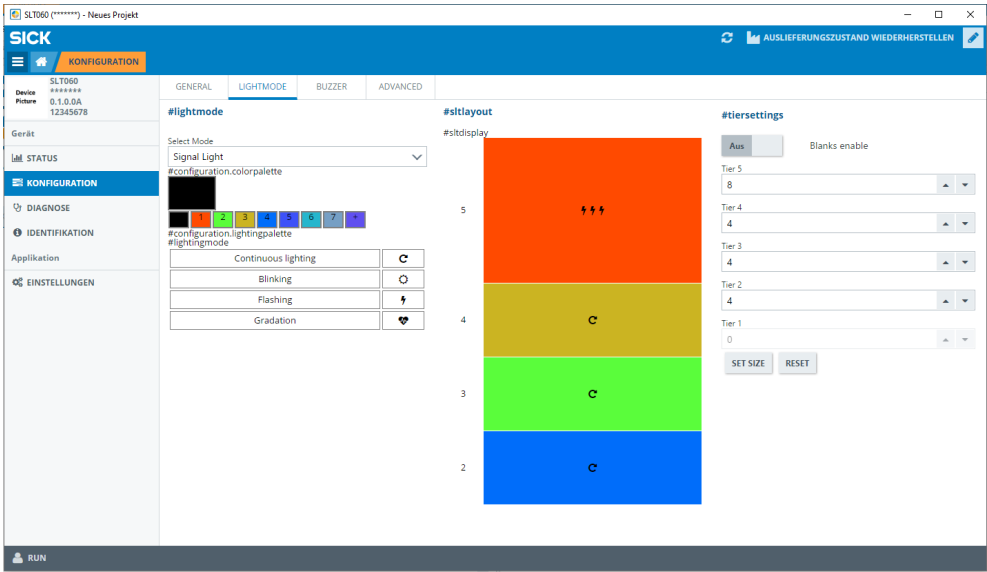 SLT060 (*******) - Neues Projekt
SICK
AUSLIEFERUNGSZUSTAND WIEDERHERSTELLEN
KONFIGURATION
Device Picture
SLT060
*******
0.1.0.0A
12345678
Gerät
STATUS
KONFIGURATION
DIAGNOSE
IDENTIFIKATION
Applikation
EINSTELLUNGEN
GENERAL LIGHTMODE BUZZER ADVANCED
#lightmode
Select Mode
Signal Light
#configuration.colorpalette
1 2 3 4 5 6 7 *
#configuration.lightingpalette
#lightingmode
Continuous lighting
Blinking
Flashing
Gradation
#sltlayout
#sltdisplay
5
4
3
2
#tiersettings
Aus Blanks enable
Tier 5
8
Tier 4
4
Tier 3
4
Tier 2
4
Tier 1
0
SET SIZE RESET
RUN